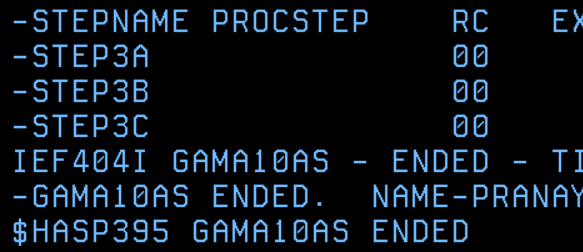 -STEPNAME PROCSTEP    RC   EX
-STEP3A               00
-STEP3B               00
-STEP3C               00
IEF404I GAMA10AS - ENDED - TI
-GAMA10AS ENDED.  NAME-PRANAY
$HASP395 GAMA10AS ENDED